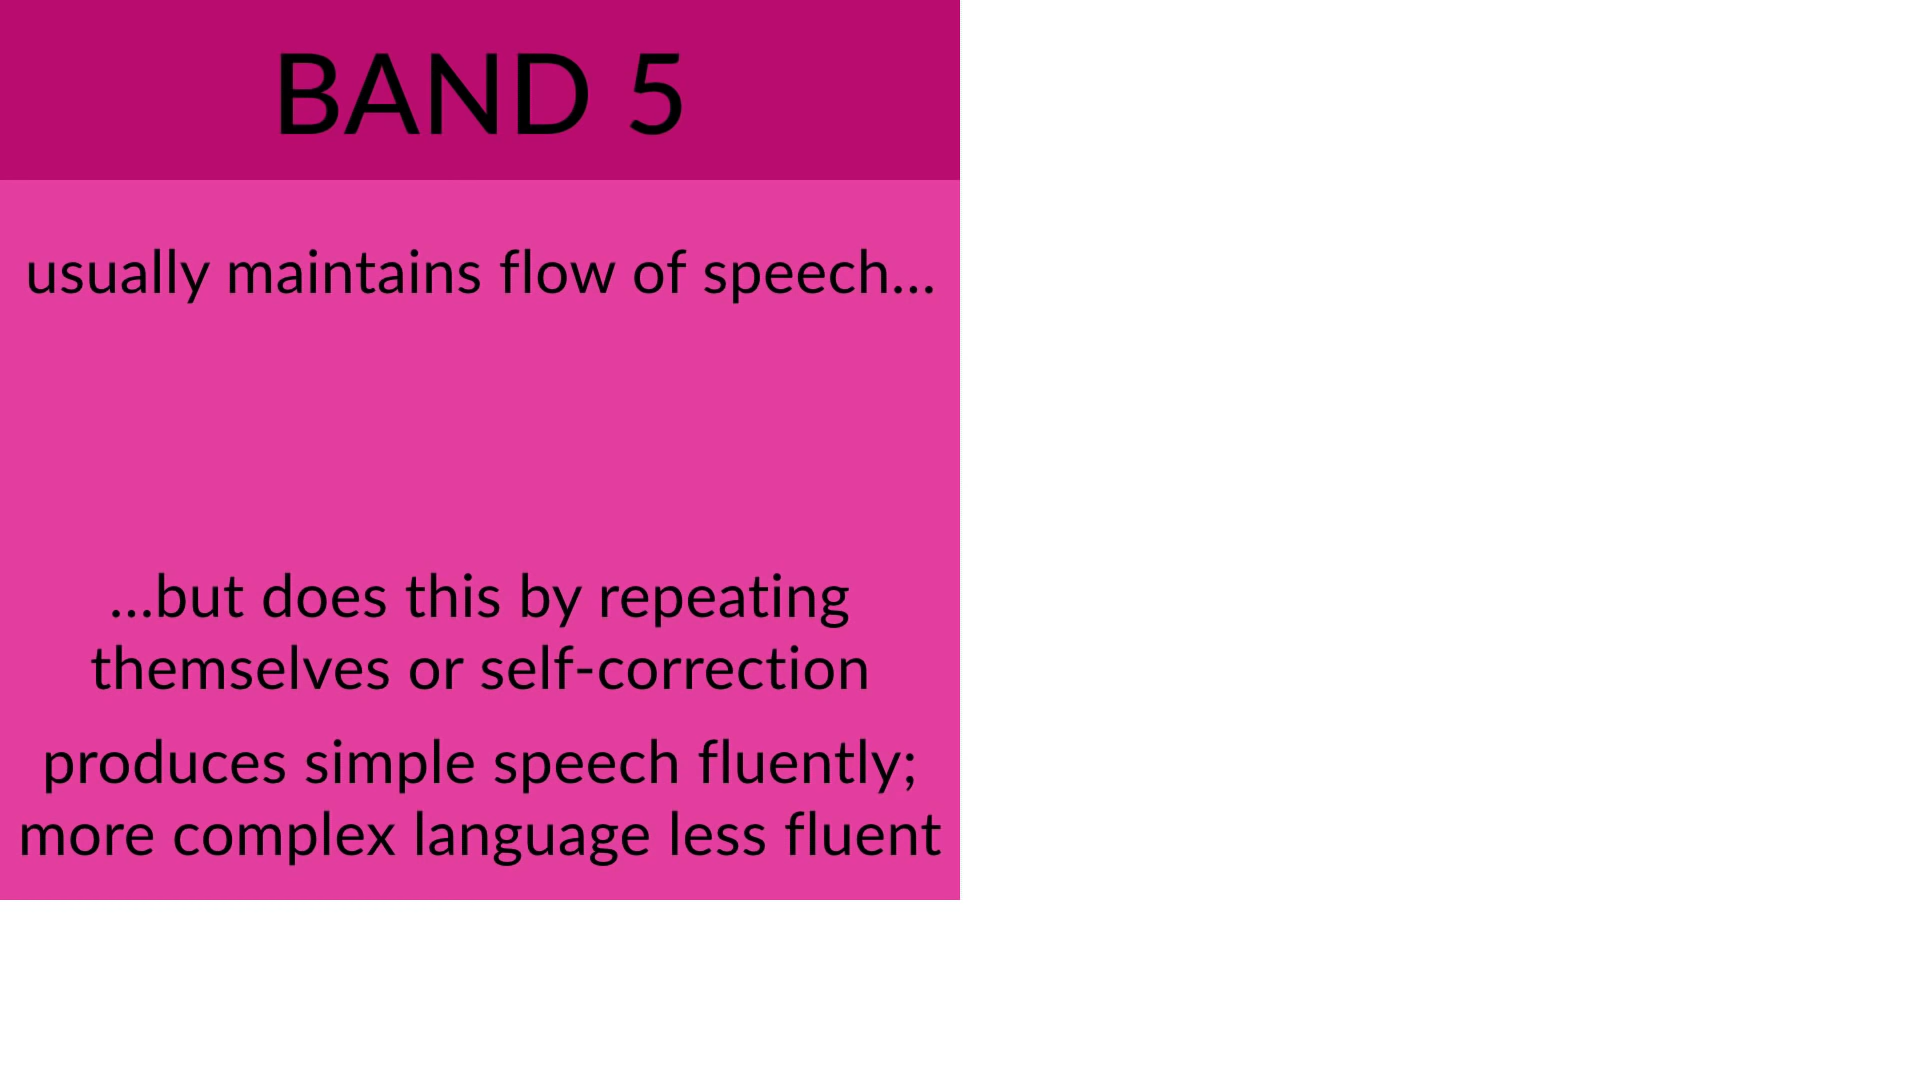 BAND 5
usually maintains flow of speech...
...but does this by repeating
themselves or self-correction
produces simple speech fluently;
more complex language less fluent